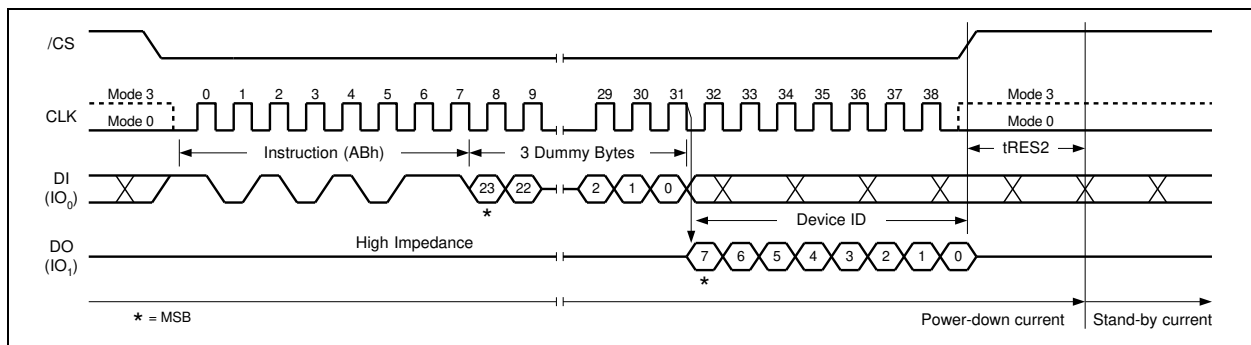 /CS
Mode 3 0 1 2 3 4 5 6 7 8 9 29 30 31 32 33 34 35 36 37 38 Mode 3
CLK
Mode 0 Mode 0
Instruction (ABh) 3 Dummy Bytes tRES2
DI
(IO0) 23 22 2 1 0
* Device ID
High Impedance
DO
(IO1) 7 6 5 4 3 2 1 0
*
* = MSB Power-down current Stand-by current